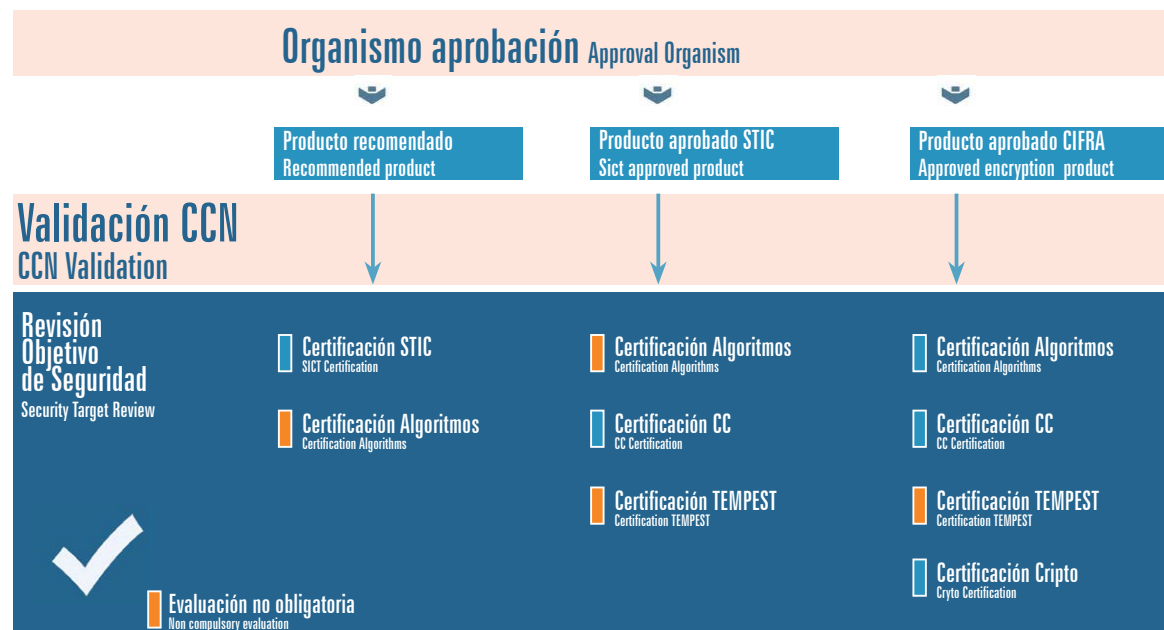 Organismo aprobación Approval Organism
Producto recomendado
Recommended product
Producto aprobado STIC
Sict approved product
Producto aprobado CIFRA
Approved encryption product
Validación CCN
CCN Validation
Revisión
Objetivo
de Seguridad
Security Target Review
Certificación STIC
SICT Certification
Certificación Algoritmos
Certification Algorithms
Certificación Algoritmos
Certification Algorithms
Certificación CC
CC Certification
Certificación TEMPEST
Certification TEMPEST
Certificación Algoritmos
Certification Algorithms
Certificación CC
CC Certification
Certificación TEMPEST
Certification TEMPEST
Certificación Cripto
Cryto Certification
Evaluación no obligatoria
Non compulsory evaluation